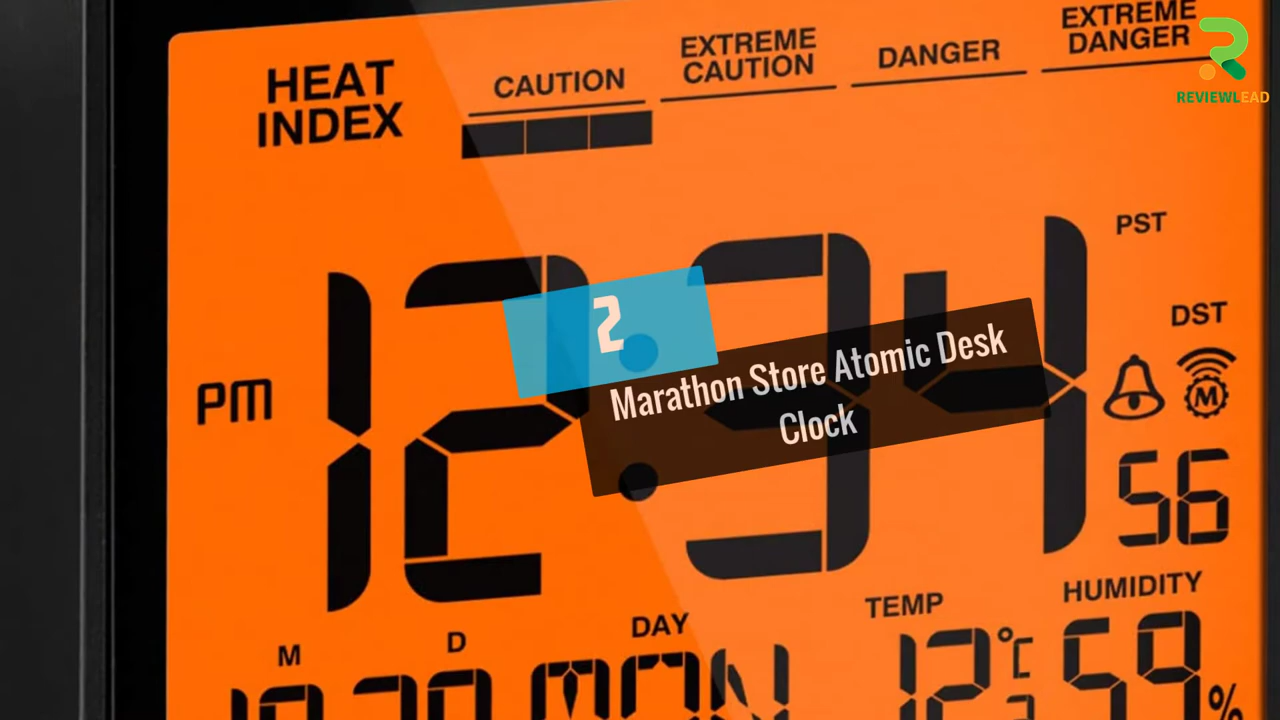 EXTREME
DANGER
EXTREME
CAUTION
DANGER
CAUTION
HEAT
INDEX
REVIEWLEAD
PST
12:34
2
Marathon Store Atomic Desk
Clock
DST
PM
56
M
D
DAY
TEMP
HUMIDITY
MON
12°C
59%